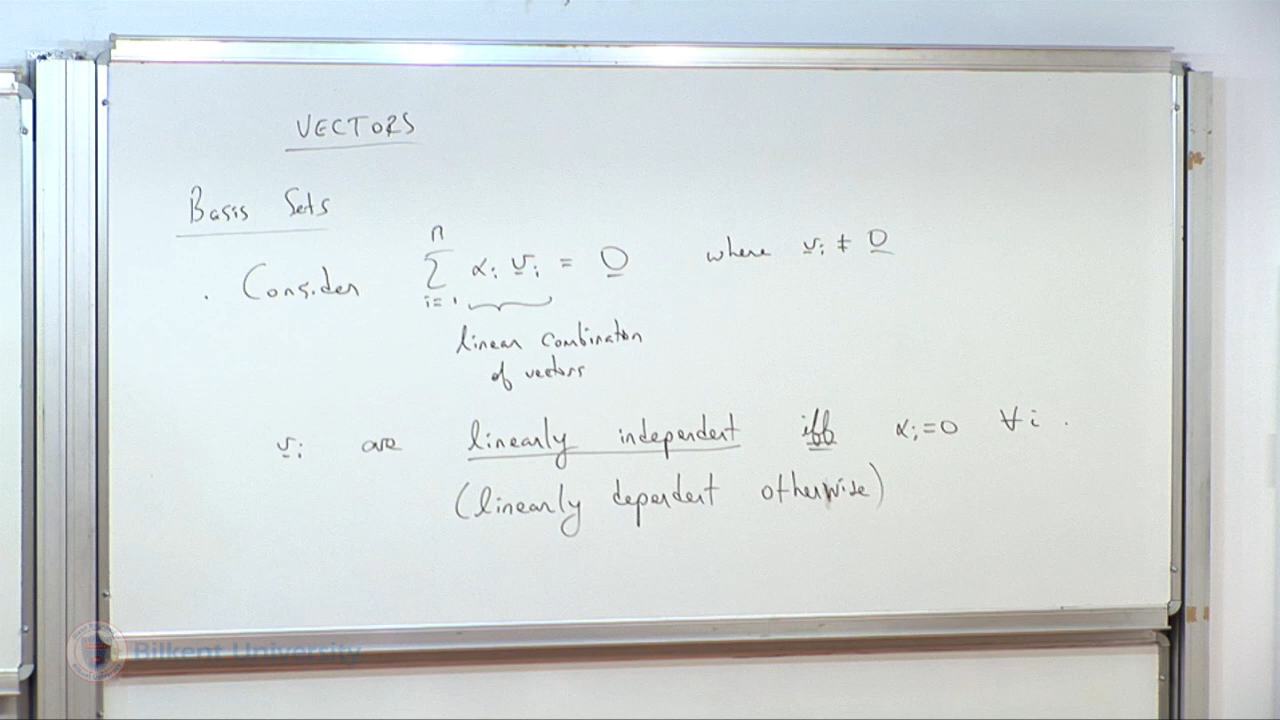 VECTORS
Basis Sets
. Consider n∑i=1 αi vi = 0 where vi ≠ 0
linear combination
of vectors
vi are linearly independent iff αi=0 ∀i.
(linearly dependent otherwise)
Bilkent University